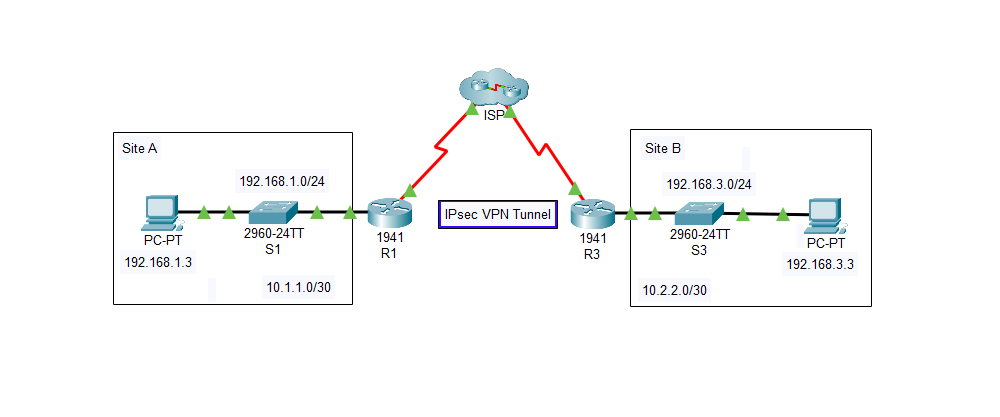 ISP
Site A
192.168.1.0/24
PC-PT
192.168.1.3
2960-24TT
S1
10.1.1.0/30
1941
R1
IPsec VPN Tunnel
Site B
192.168.3.0/24
1941
R3
2960-24TT
S3
10.2.2.0/30
PC-PT
192.168.3.3